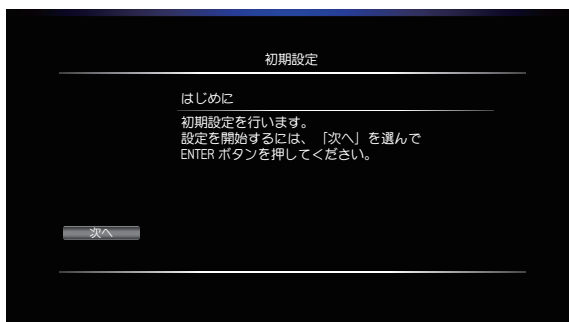 初期設定
はじめに
初期設定を行います。
設定を開始するには、「次へ」を選んで
ENTER ボタンを押してください。
次へ